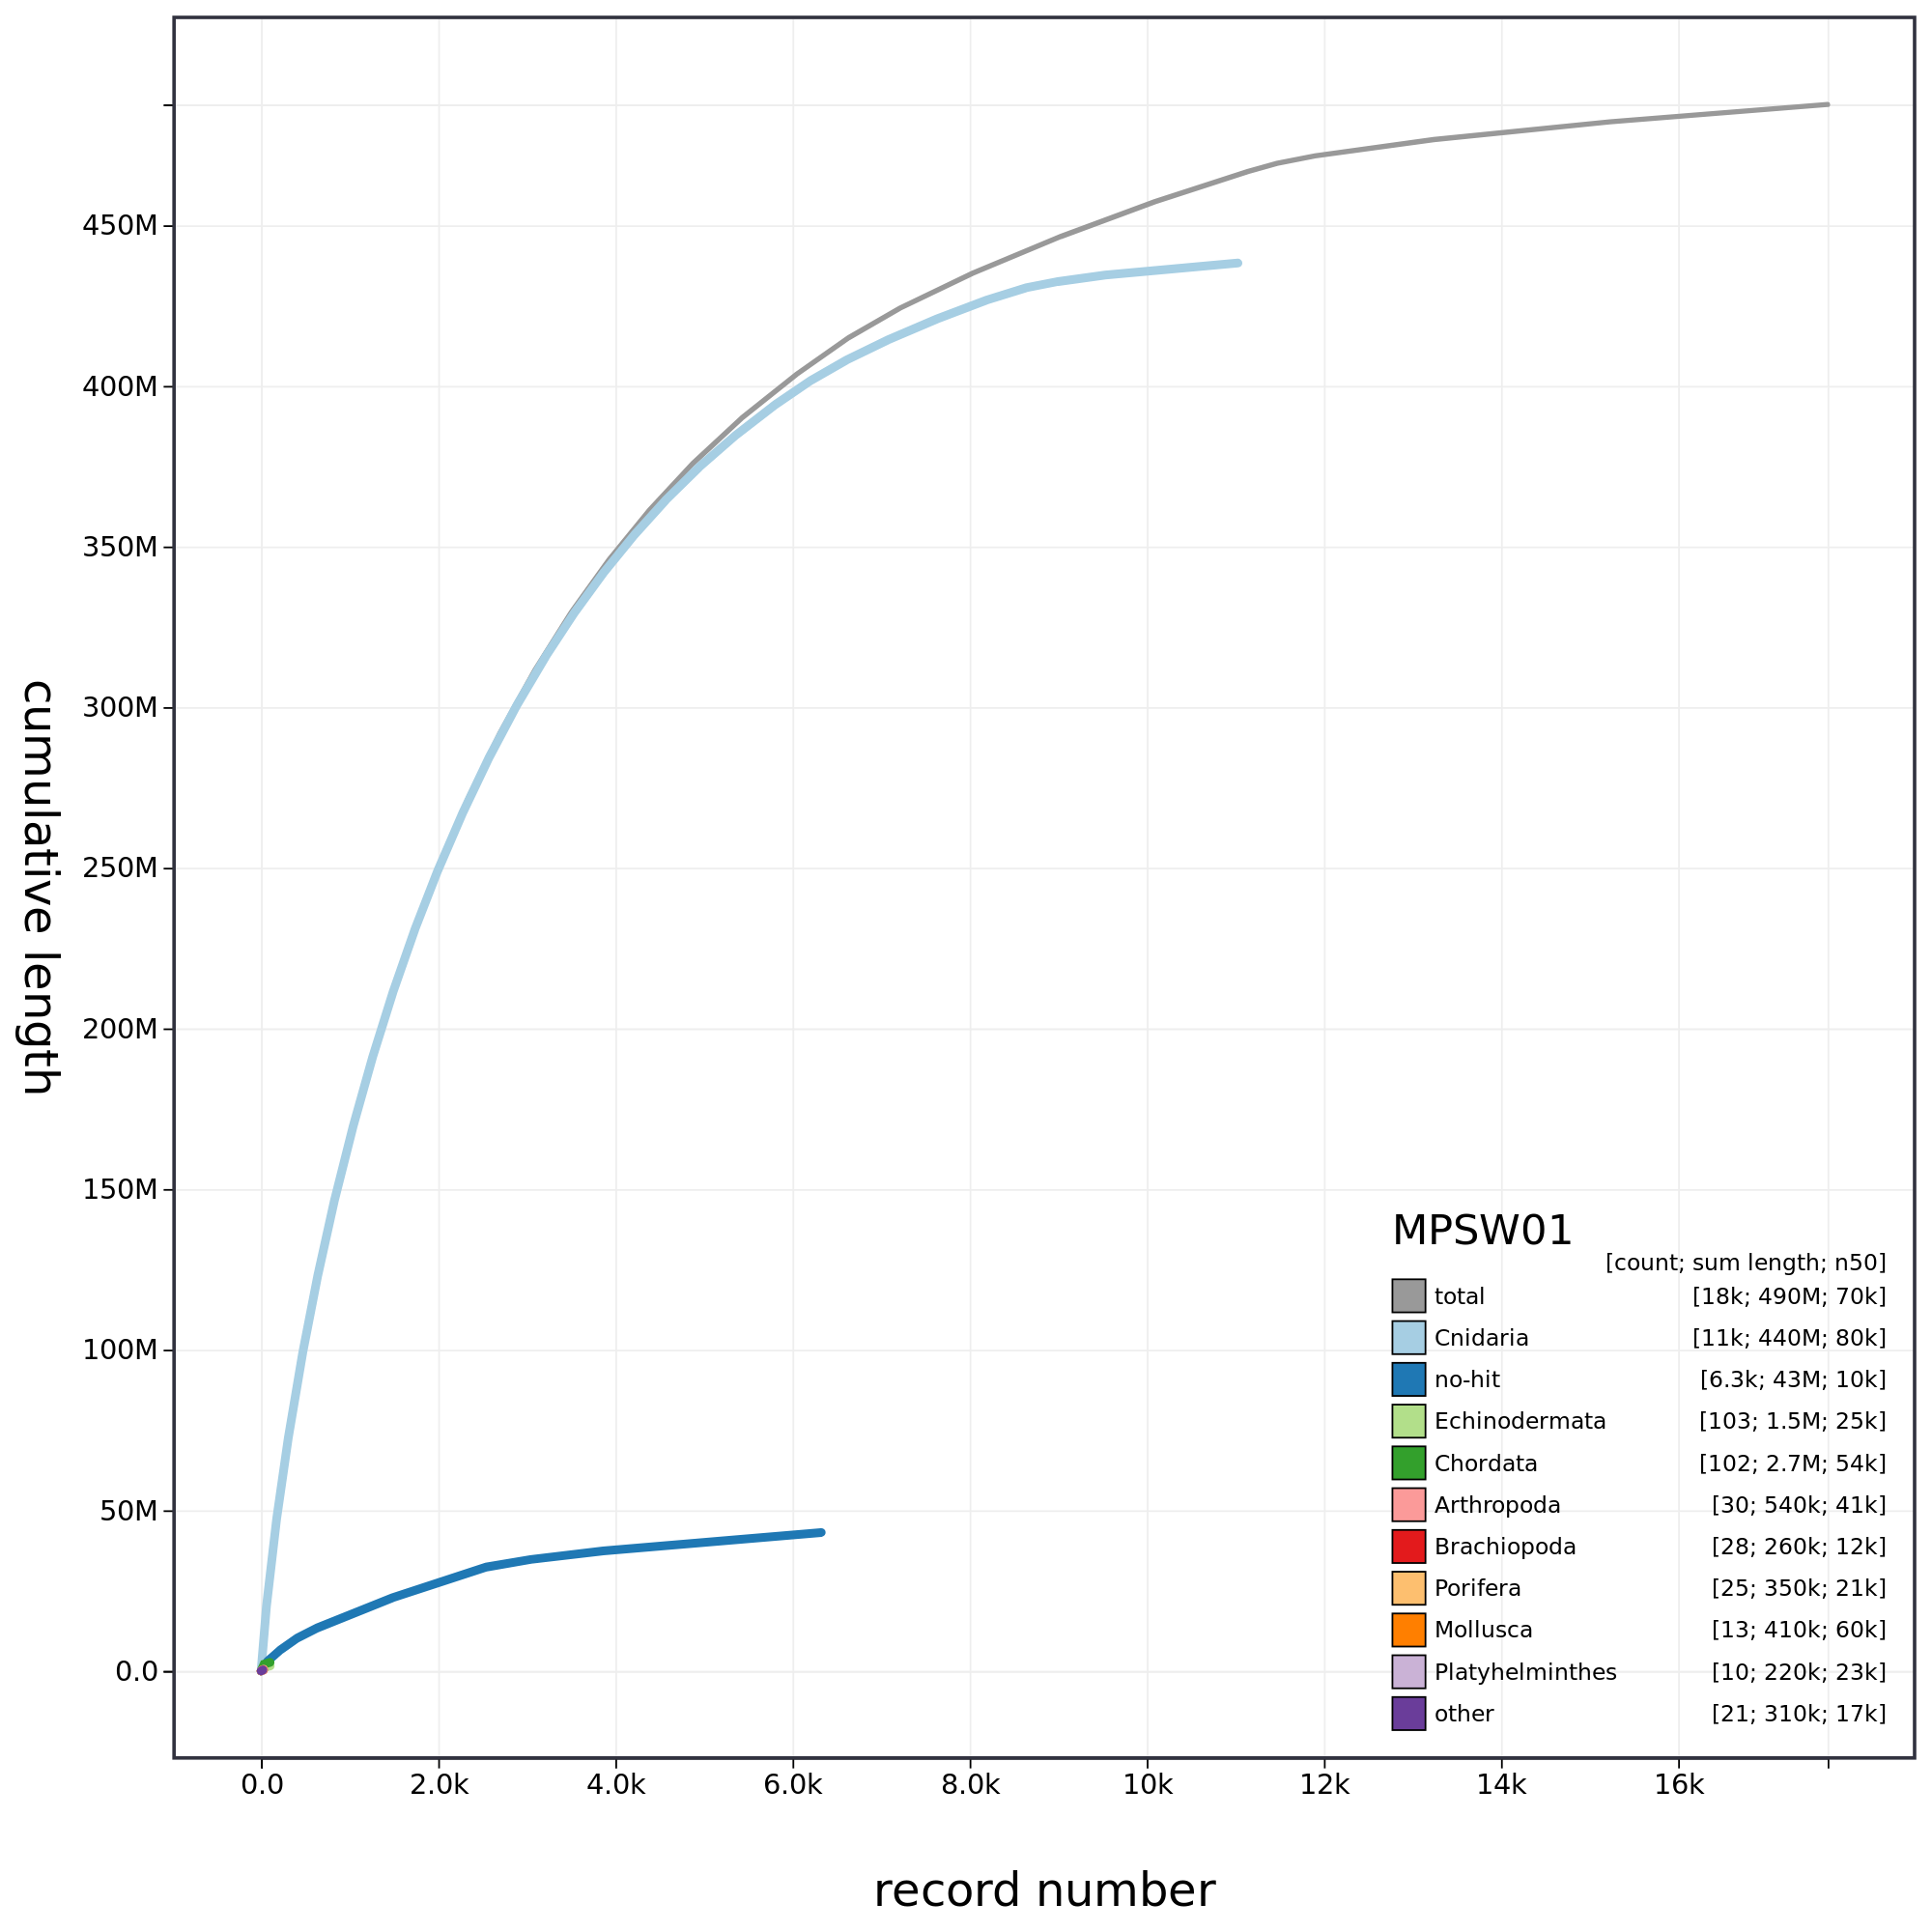 cumulative length
450M
400M
350M
300M
250M
200M
150M
100M
50M
0.0
MPSW01
[count; sum length; n50]
total [18k; 490M; 70k]
Cnidaria [11k; 440M; 80k]
no-hit [6.3k; 43M; 10k]
Echinodermata [103; 1.5M; 25k]
Chordata [102; 2.7M; 54k]
Arthropoda [30; 540k; 41k]
Brachiopoda [28; 260k; 12k]
Porifera [25; 350k; 21k]
Mollusca [13; 410k; 60k]
Platyhelminthes [10; 220k; 23k]
other [21; 310k; 17k]
0.0 2.0k 4.0k 6.0k 8.0k 10k 12k 14k 16k
record number